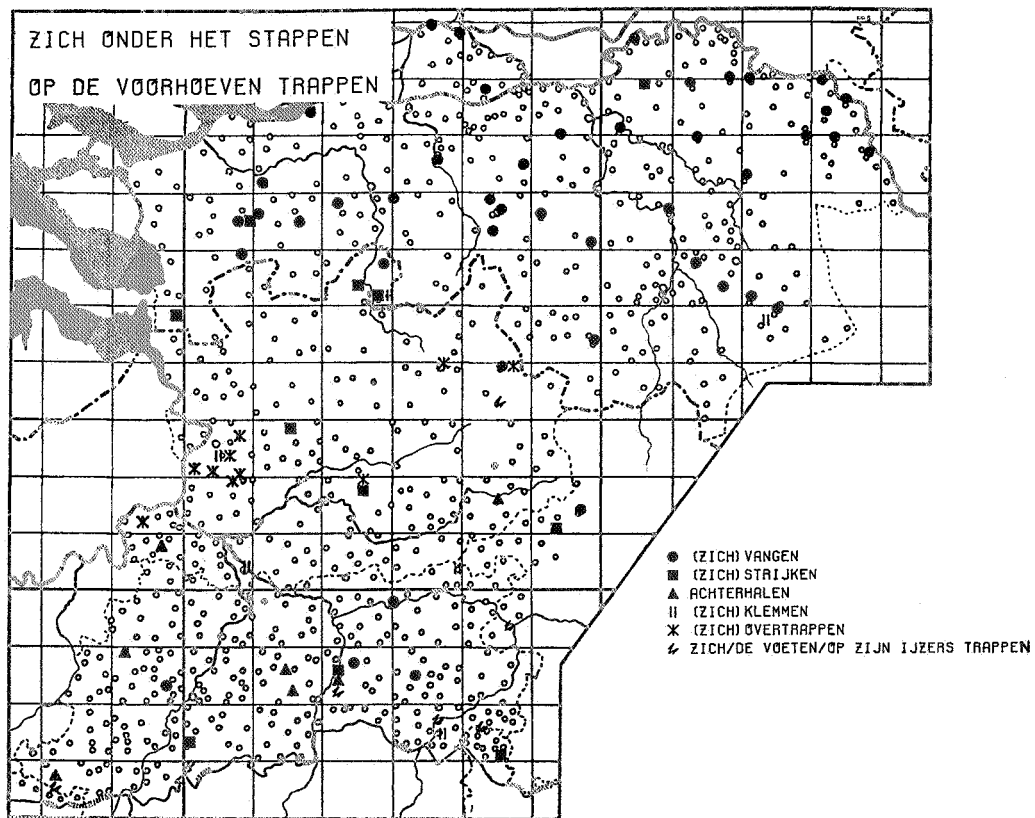 ZICH ONDER HET STAPPEN
OP DE VOORHOEVEN TRAPPEN
(ZICH) VANGEN
(ZICH) STRIJKEN
ACHTERHALEN
(ZICH) KLEMMEN
(ZICH) OVERTRAPPEN
ZICH/DE VOETEN/OP ZIJN IJZERS TRAPPEN